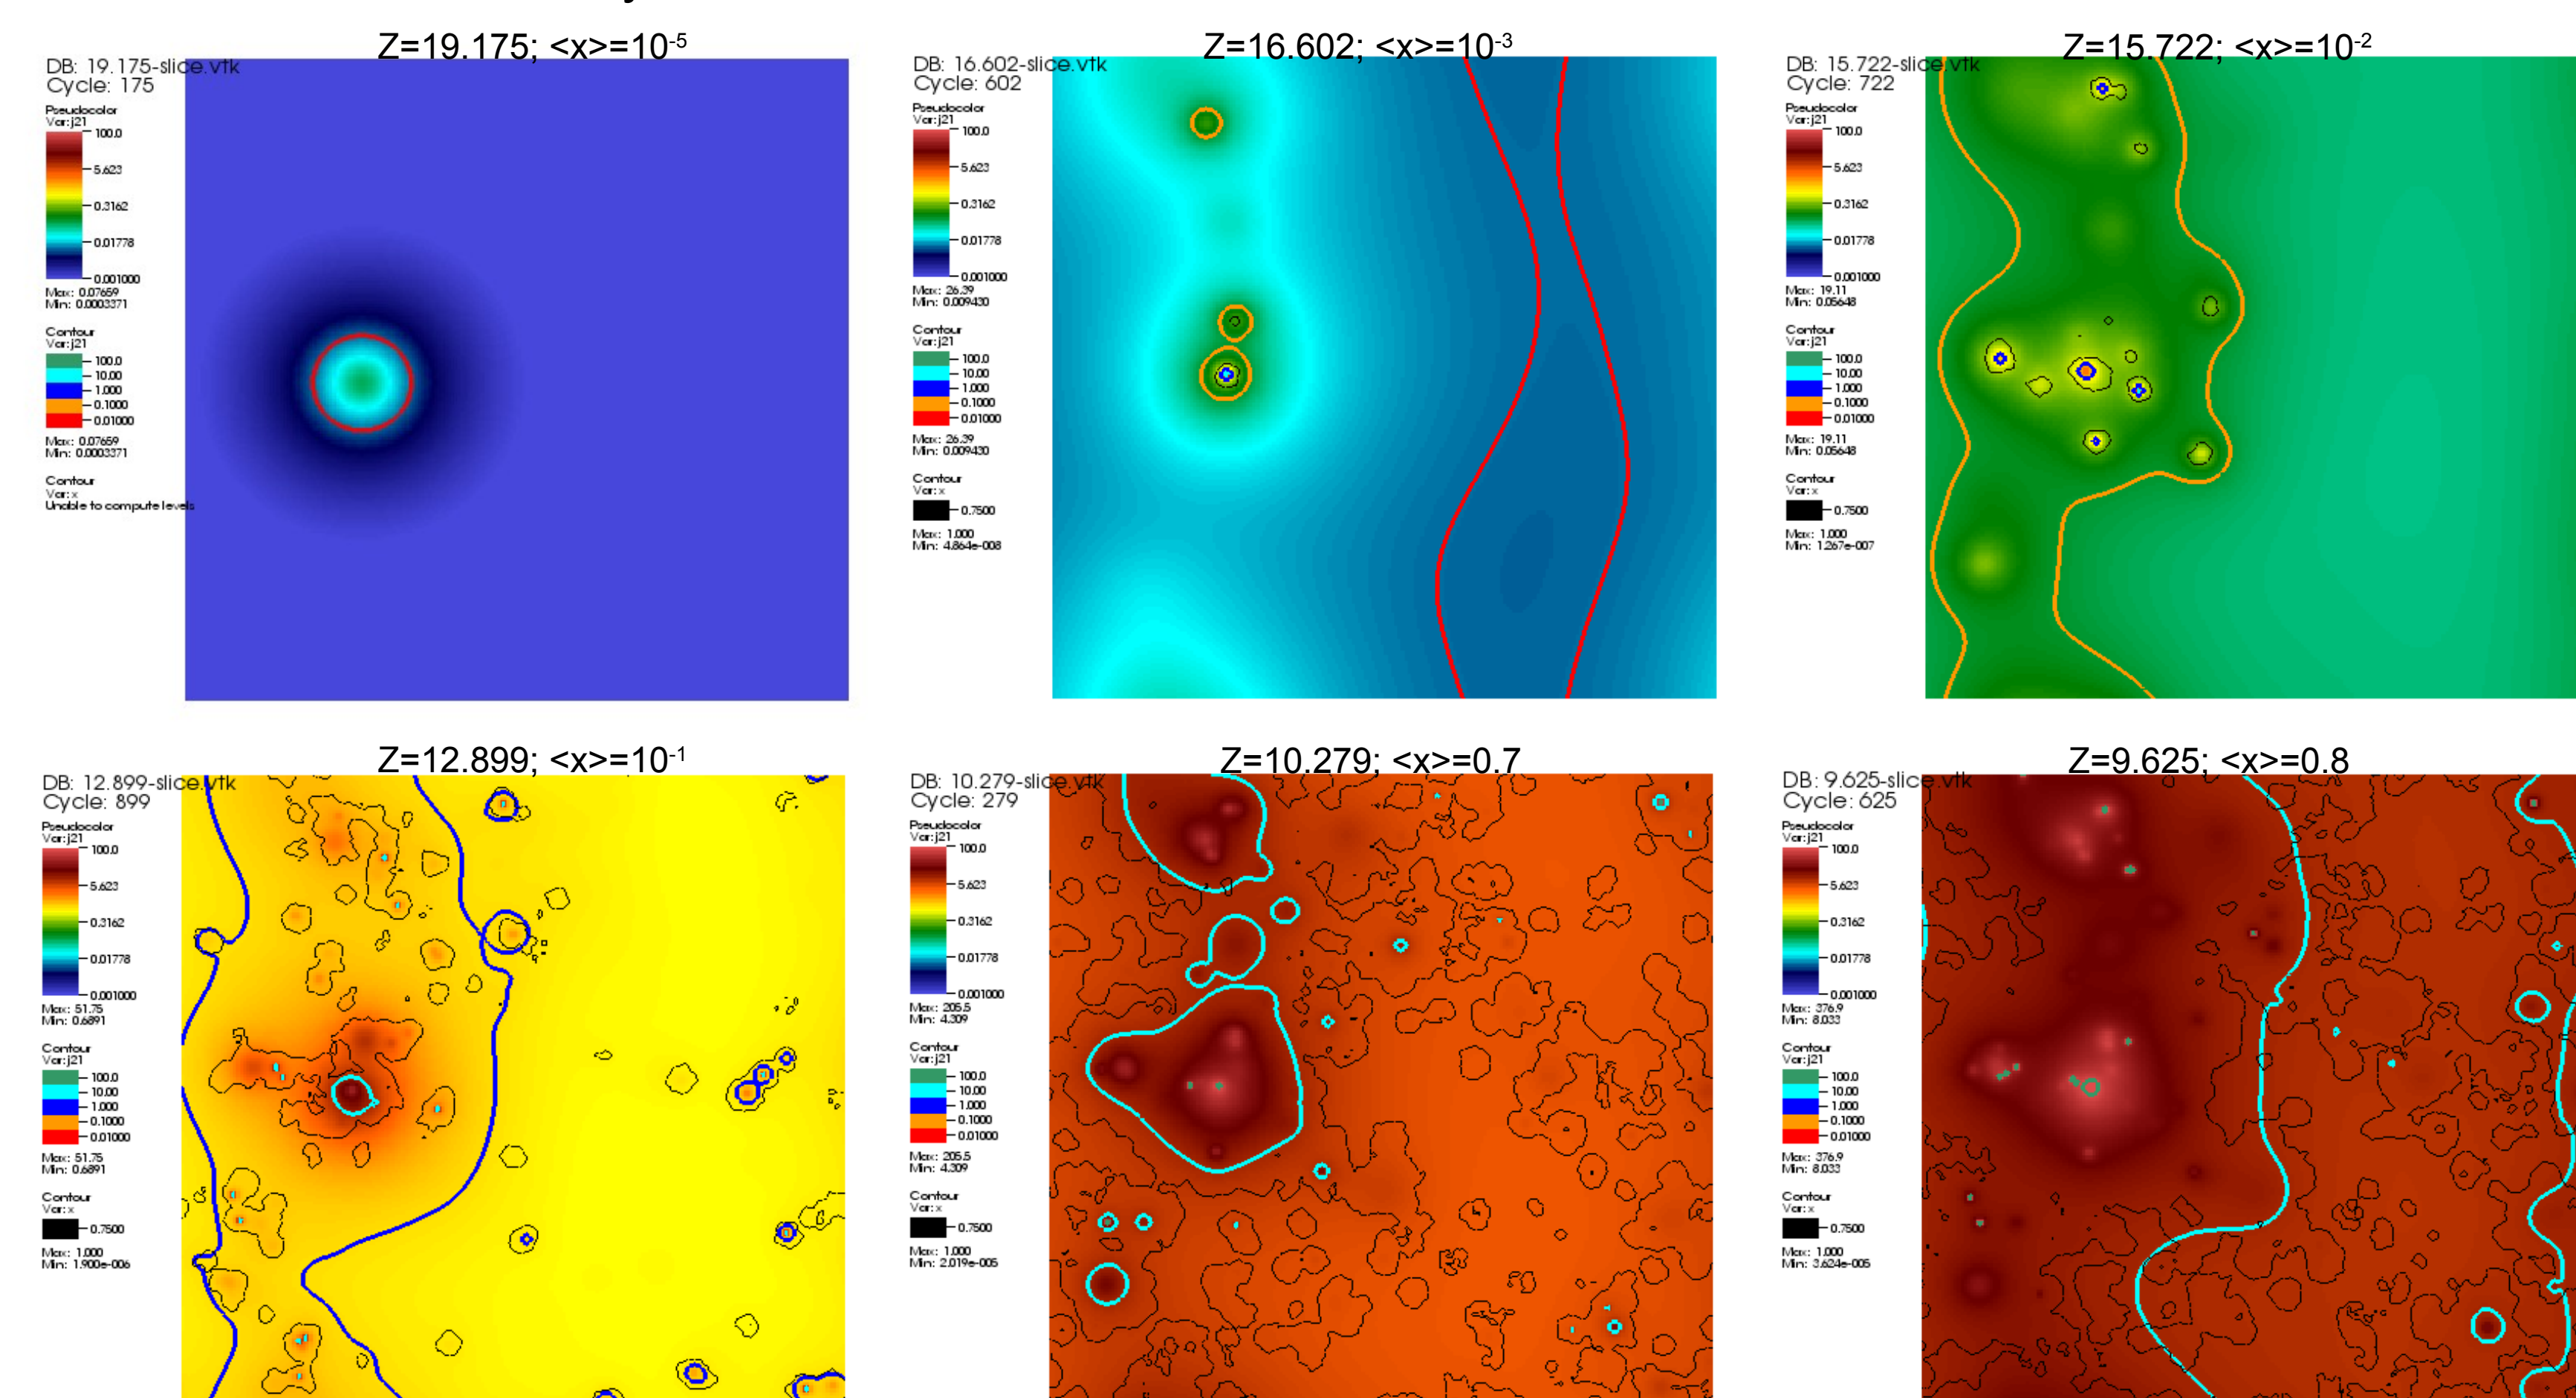 Z=19.175; <x>=10-5
DB: 19.175-slice.vtk
Cycle: 175
Pseudocolor
Var: j21
100.0
5.623
0.3162
0.01778
0.001000
Max: 0.07659
Min: 0.0003371
Contour
Var: j21
100.0
10.00
1.000
0.1000
0.01000
Max: 0.07659
Min: 0.0003371
Contour
Var: x
Unable to compute levels
Z=16.602; <x>=10-3
DB: 16.602-slice.vtk
Cycle: 602
Pseudocolor
Var: j21
100.0
5.623
0.3162
0.01778
0.001000
Max: 26.39
Min: 0.009430
Contour
Var: j21
100.0
10.00
1.000
0.1000
0.01000
Max: 26.39
Min: 0.009430
Contour
Var: x
0.7500
Max: 1.000
Min: 4.864e-008
Z=15.722; <x>=10-2
DB: 15.722-slice.vtk
Cycle: 722
Pseudocolor
Var: j21
100.0
5.623
0.3162
0.01778
0.001000
Max: 19.11
Min: 0.05648
Contour
Var: j21
100.0
10.00
1.000
0.1000
0.01000
Max: 19.11
Min: 0.05648
Contour
Var: x
0.7500
Max: 1.000
Min: 1.267e-007
Z=12.899; <x>=10-1
DB: 12.899-slice.vtk
Cycle: 899
Pseudocolor
Var: j21
100.0
5.623
0.3162
0.01778
0.001000
Max: 51.75
Min: 0.6891
Contour
Var: j21
100.0
10.00
1.000
0.1000
0.01000
Max: 51.75
Min: 0.6891
Contour
Var: x
0.7500
Max: 1.000
Min: 1.900e-006
Z=10.279; <x>=0.7
DB: 10.279-slice.vtk
Cycle: 279
Pseudocolor
Var: j21
100.0
5.623
0.3162
0.01778
0.001000
Max: 205.5
Min: 4.309
Contour
Var: j21
100.0
10.00
1.000
0.1000
0.01000
Max: 205.5
Min: 4.309
Contour
Var: x
0.7500
Max: 1.000
Min: 2.019e-005
Z=9.625; <x>=0.8
DB: 9.625-slice.vtk
Cycle: 625
Pseudocolor
Var: j21
100.0
5.623
0.3162
0.01778
0.001000
Max: 376.9
Min: 8.033
Contour
Var: j21
100.0
10.00
1.000
0.1000
0.01000
Max: 376.9
Min: 8.033
Contour
Var: x
0.7500
Max: 1.000
Min: 3.624e-005